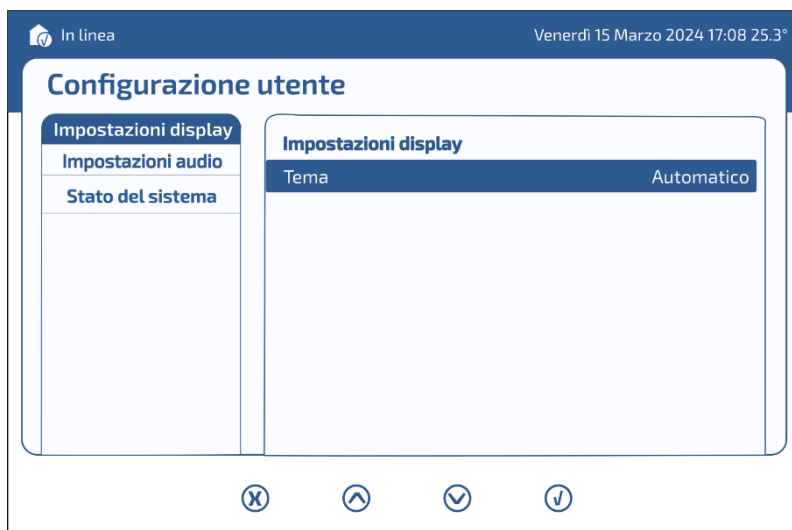 In linea
Venerdì 15 Marzo 2024 17:08 25.3°
Configurazione utente
Impostazioni display
Impostazioni audio
Stato del sistema
Impostazioni display
Tema Automatico